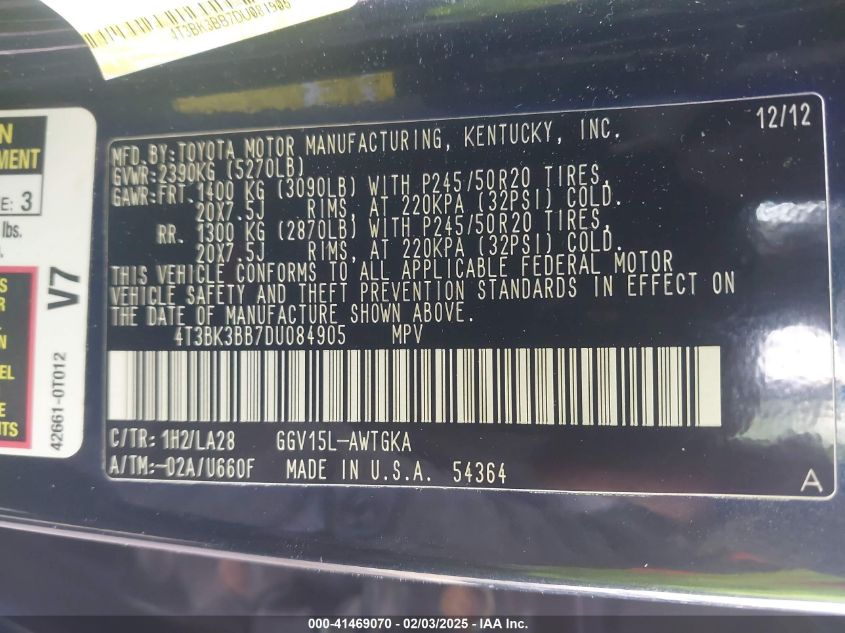 12/12
MFD.BY:TOYOTA MOTOR MANUFACTURING, KENTUCKY, INC.
GVWR:2390KG (5270LB)
GAWR:FRT.1400 KG (3090LB) WITH P245/50R20 TIRES,
20X7.5J RIMS, AT 220KPA (32PSI) COLD.
RR. 1300 KG (2870LB) WITH P245/50R20 TIRES,
20X7.5J RIMS, AT 220KPA (32PSI) COLD.
THIS VEHICLE CONFORMS TO ALL APPLICABLE FEDERAL MOTOR
VEHICLE SAFETY AND THEFT PREVENTION STANDARDS IN EFFECT ON
THE DATE OF MANUFACTURE SHOWN ABOVE.
4T3BK3BB7DU084905 MPV
C/TR: 1H2/LA28 GGV15L-AWTGKA
A/TM:-02A/U660F MADE IN U.S.A. 54364
A
3
lbs.
V7
42661-0T012
000-41469070 - 02/03/2025 - IAA Inc.